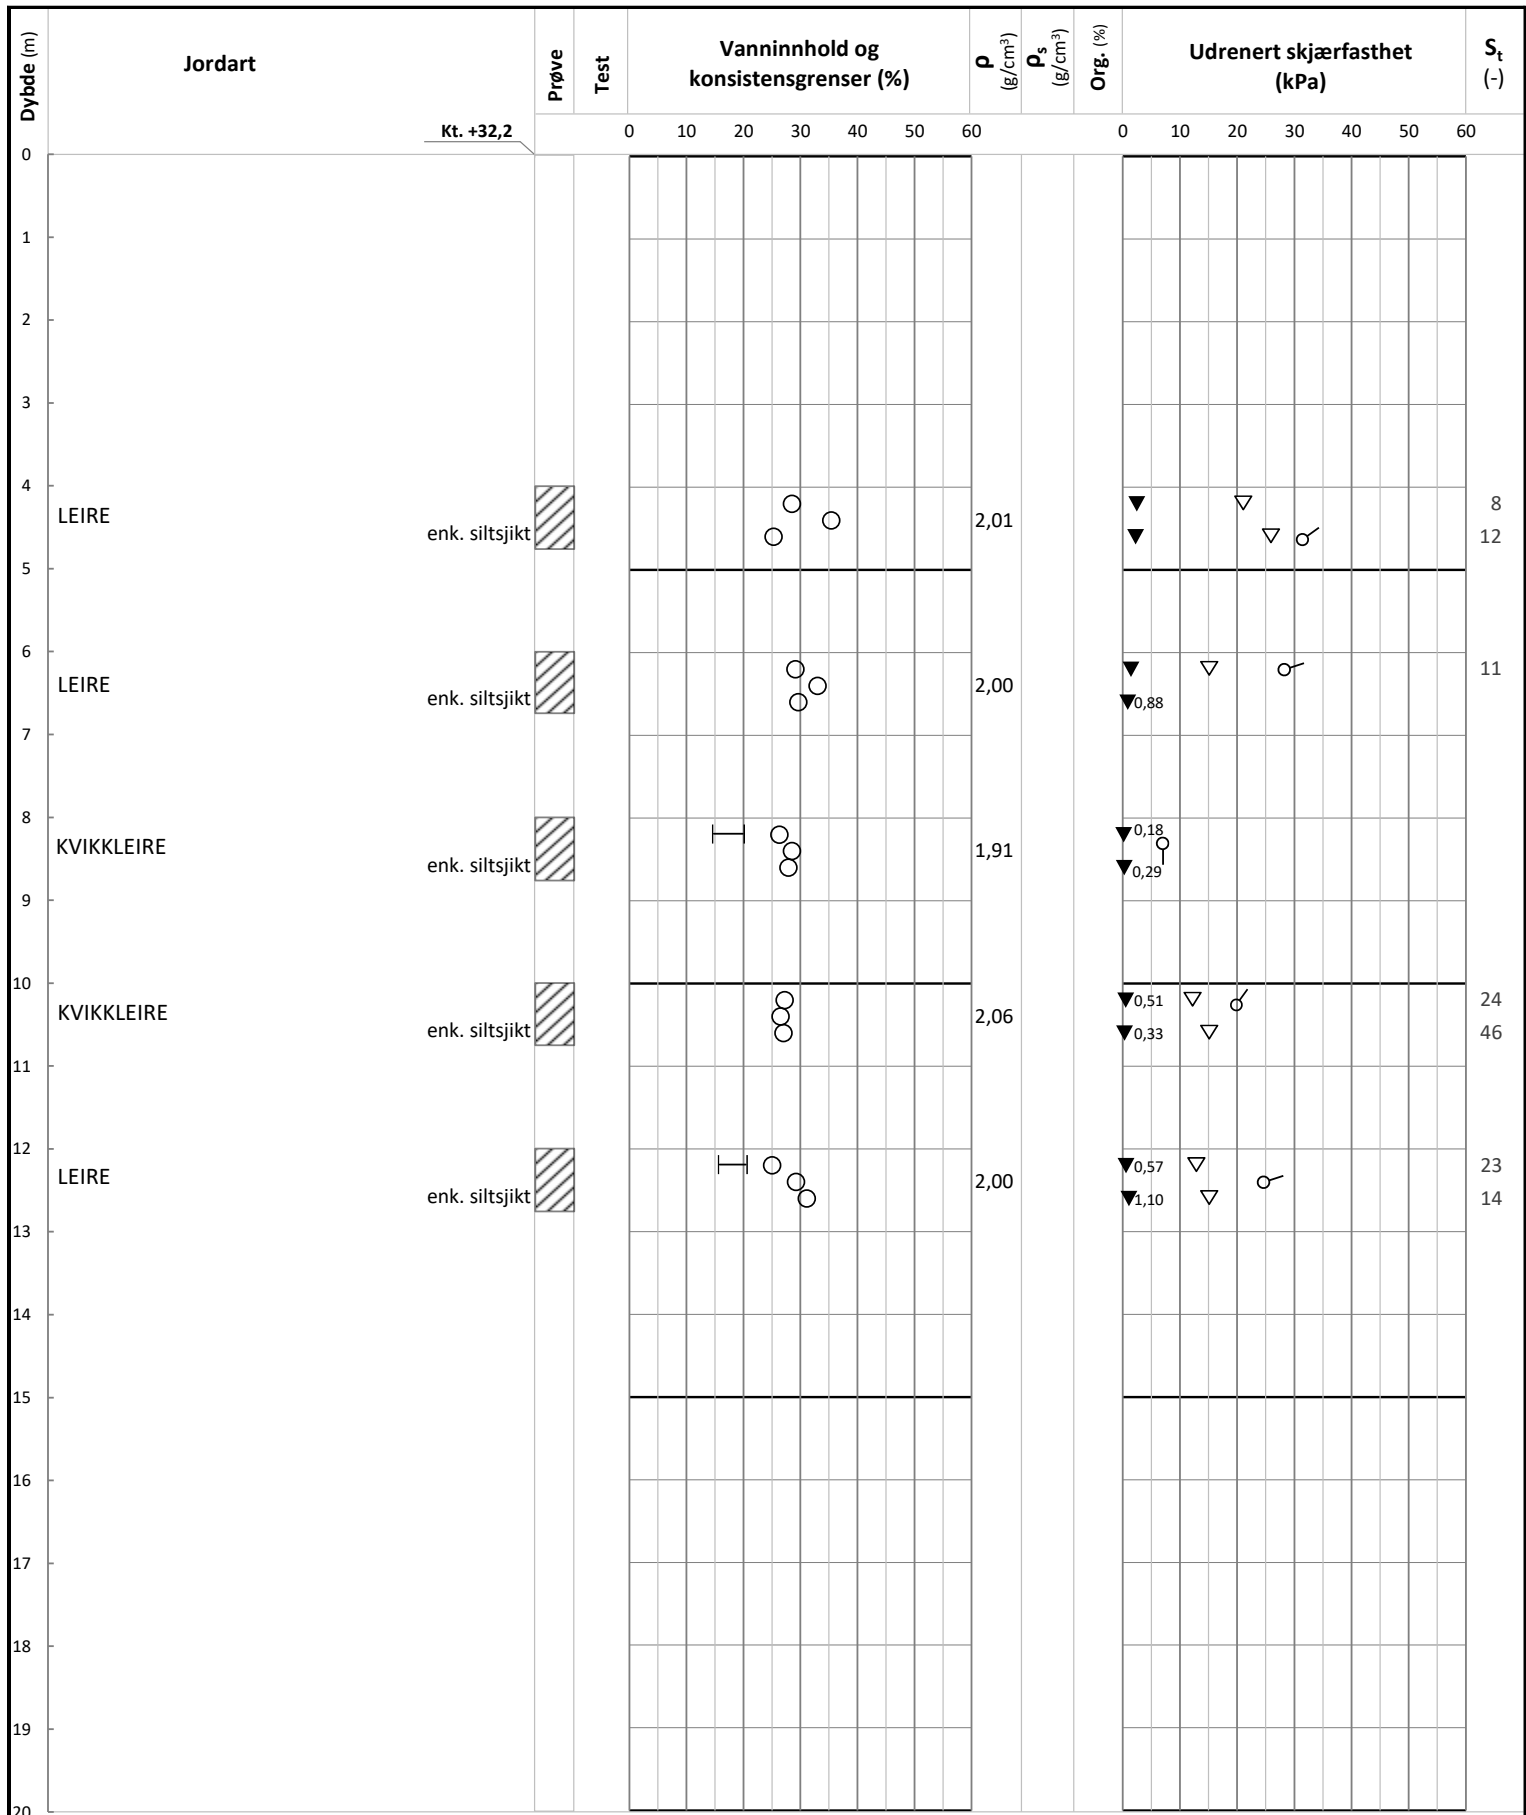 Dybde (m)
Jordart
Prøve
Test
Vanninnhold og
konsistensgrenser (%)
ρ
(g/cm³)
ρs
(g/cm³)
Org. (%)
Udrenert skjærfasthet
(kPa)
St
(-)
Kt. +32,2
0 10 20 30 40 50 60
0 10 20 30 40 50 60
0
1
2
3
4
LEIRE
enk. siltsjikt
2,01
8
12
5
6
LEIRE
enk. siltsjikt
2,00
0,88
11
7
8
KVIKKLEIRE
enk. siltsjikt
1,91
0,18
0,29
9
10
KVIKKLEIRE
enk. siltsjikt
2,06
0,51
0,33
24
46
11
12
LEIRE
enk. siltsjikt
2,00
0,57
1,10
23
14
13
14
15
16
17
18
19
20